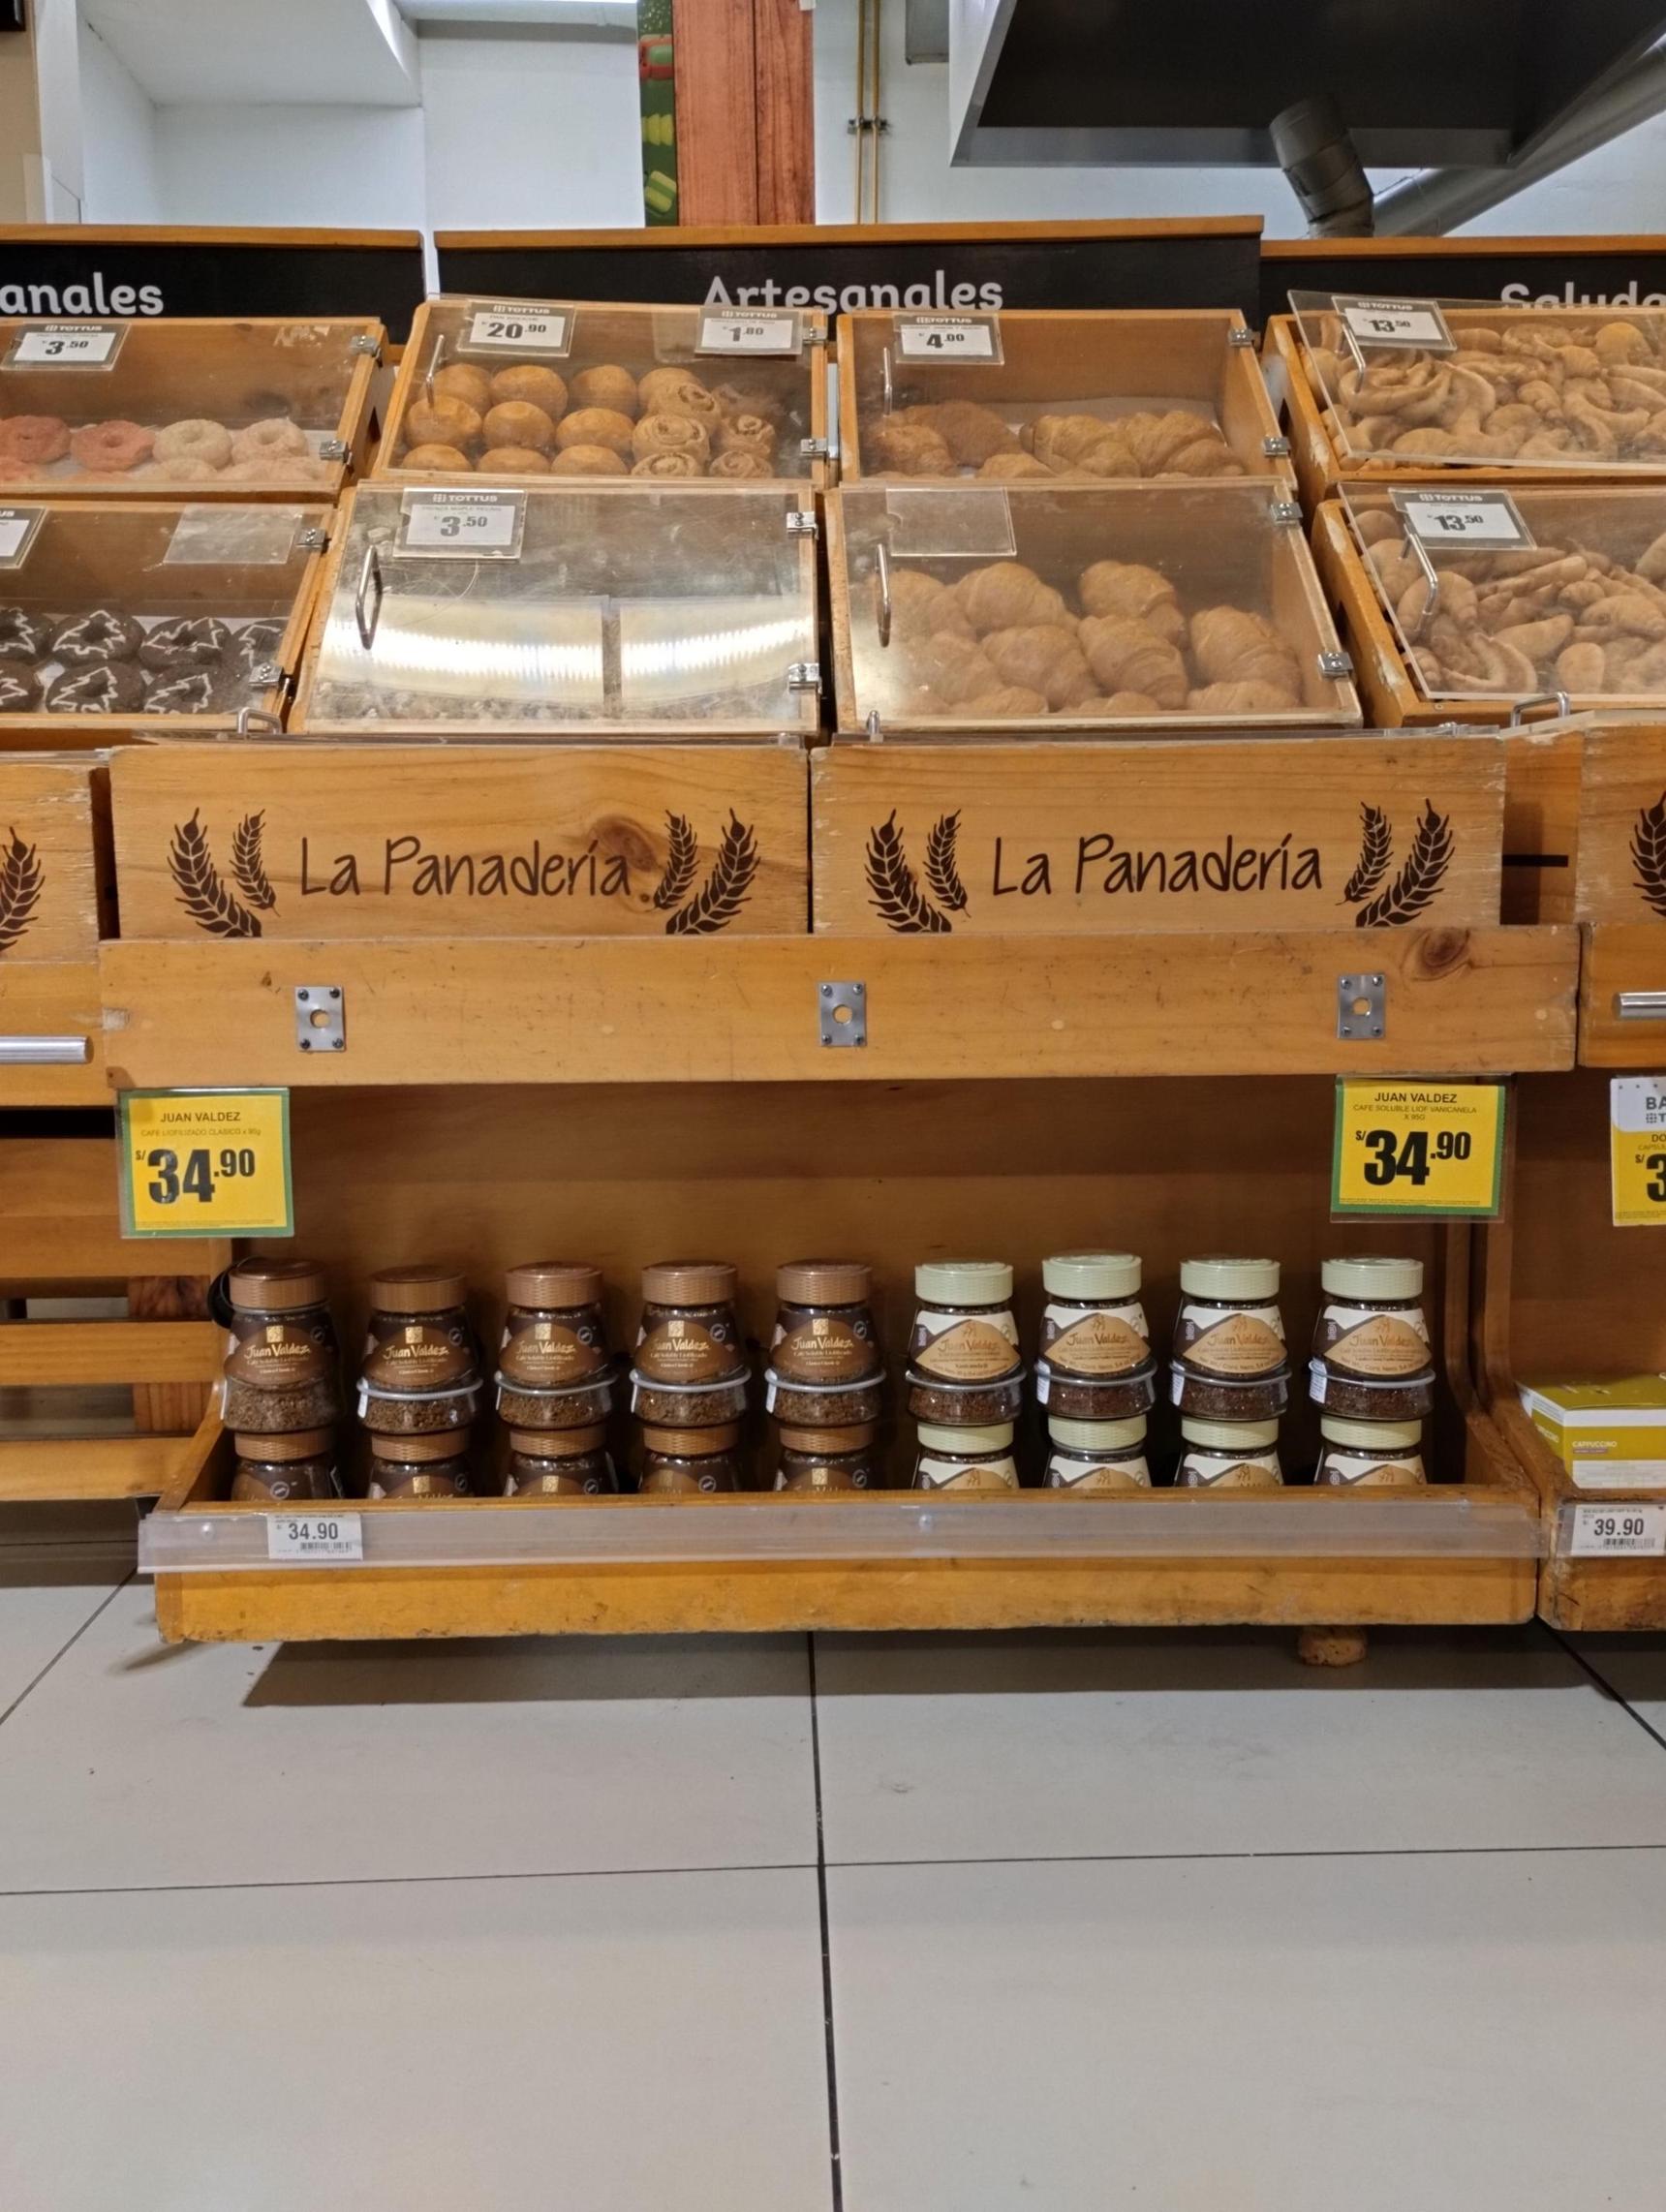 anales
Artesanales
Saluda
TOTTUS
3.50
TOTTUS
20.90
TOTTUS
1.80
TOTTUS
4.00
TOTTUS
13.50
TOTTUS
3.50
TOTTUS
13.50
La Panadería
La Panadería
JUAN VALDEZ
CAFE LIOFILIZADO CLASICO x 95g
S/ 34.90
JUAN VALDEZ
CAFE SOLUBLE LIOF VANICANELA
X 95G
S/ 34.90
BA
DO
S/ 3
Juan Valdez
Juan Valdez
Juan Valdez
Juan Valdez
Juan Valdez
Juan Valdez
Juan Valdez
Juan Valdez
Juan Valdez
CAPPUCCINO
34.90
39.90